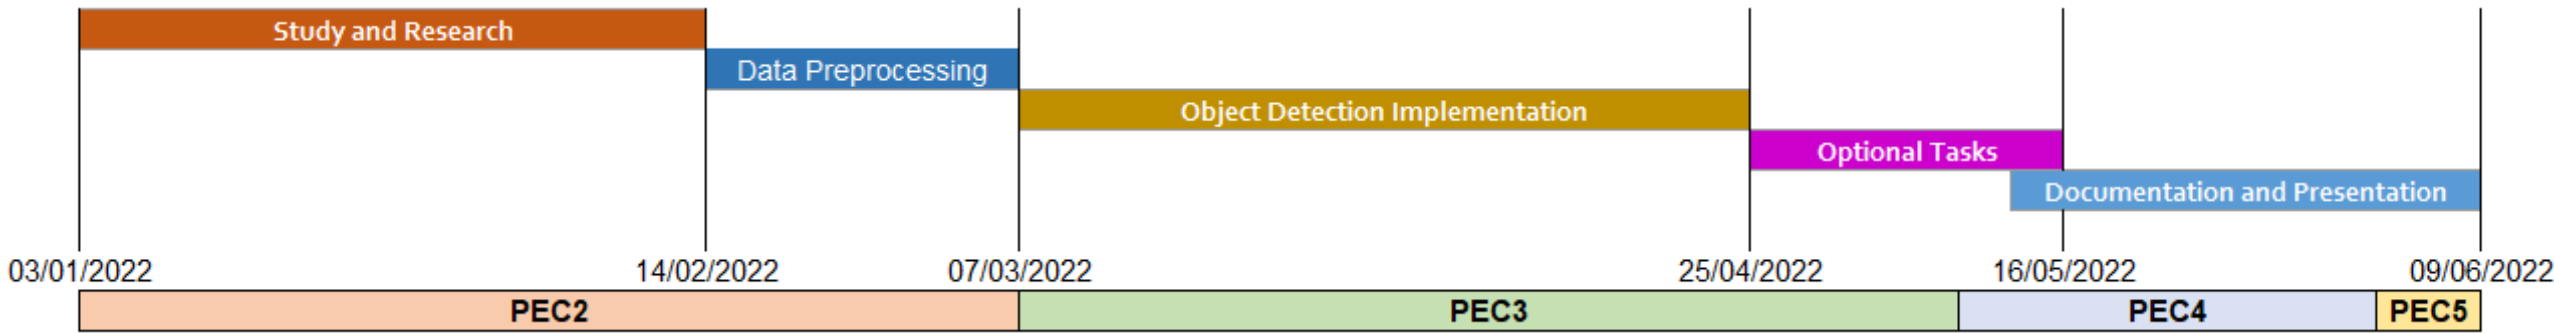 Study and Research
Data Preprocessing
Object Detection Implementation
Optional Tasks
Documentation and Presentation
03/01/2022 14/02/2022 07/03/2022 25/04/2022 16/05/2022 09/06/2022
PEC2 PEC3 PEC4 PEC5